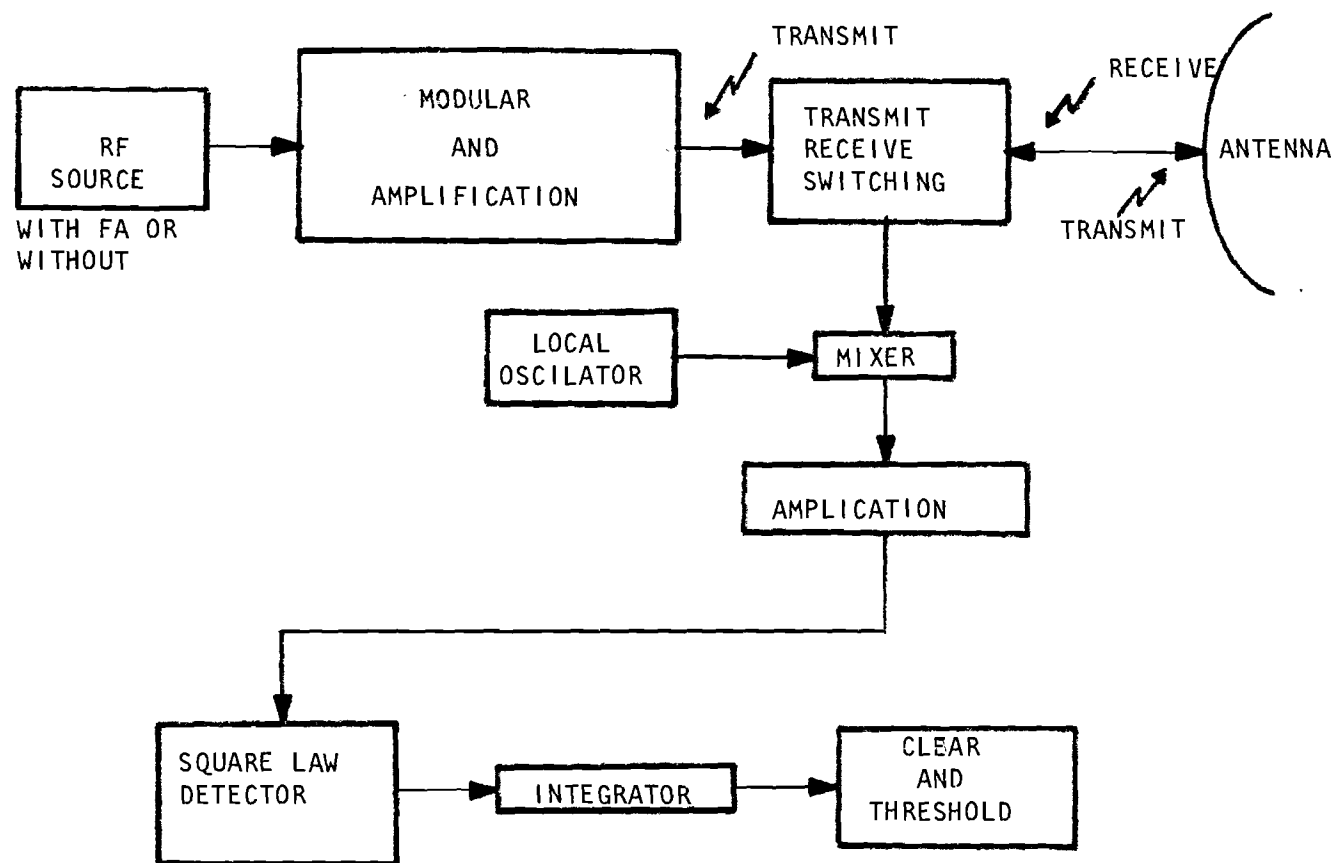 RF
SOURCE
WITH FA OR
WITHOUT
MODULAR
AND
AMPLIFICATION
TRANSMIT
TRANSMIT
RECEIVE
SWITCHING
RECEIVE
TRANSMIT
ANTENNA
LOCAL
OSCILATOR
MIXER
AMPLICATION
SQUARE LAW
DETECTOR
INTEGRATOR
CLEAR
AND
THRESHOLD